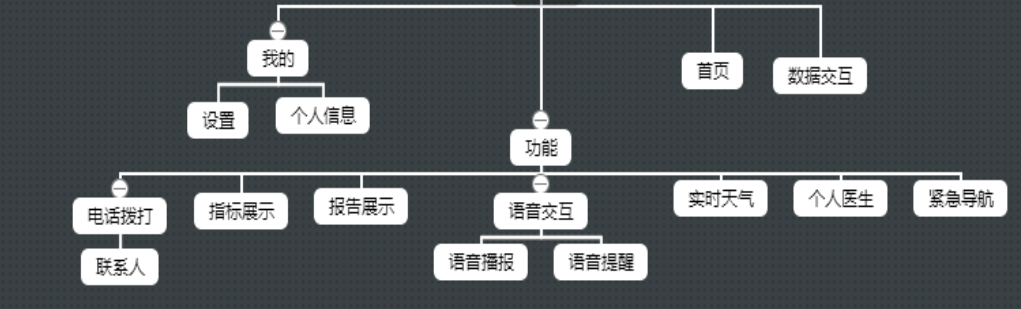 我的
首页
数据交互
设置
个人信息
功能
电话拨打
指标展示
报告展示
语音交互
实时天气
个人医生
紧急导航
联系人
语音播报
语音提醒